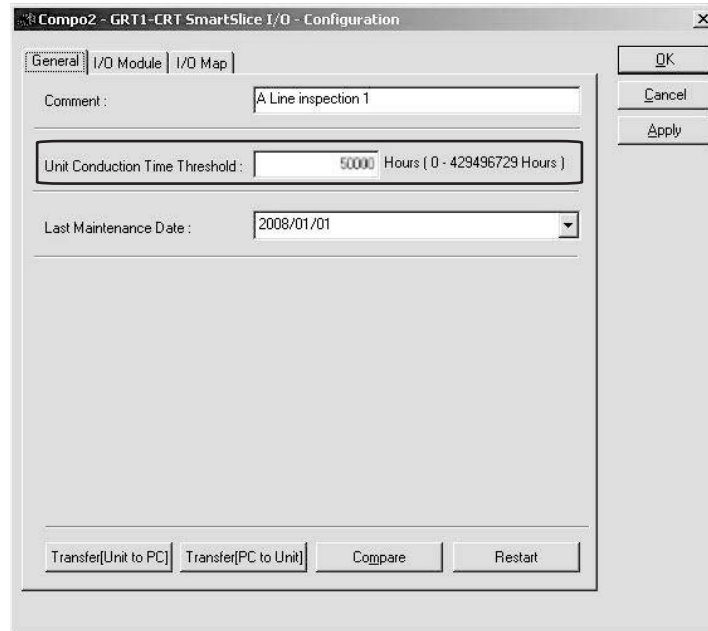 Compo2 - GRT1-CRT SmartSlice I/O - Configuration
General I/O Module I/O Map
OK
Cancel
Apply
Comment : A Line inspection 1
Unit Conduction Time Threshold : 50000 Hours ( 0 - 429496729 Hours )
Last Maintenance Date : 2008/01/01
Transfer[Unit to PC] Transfer[PC to Unit] Compare Restart